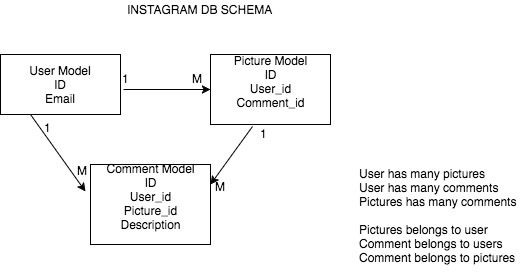 INSTAGRAM DB SCHEMA
User Model
ID
Email
1
M
Picture Model
ID
User_id
Comment_id
1
1
M
M
Comment Model
ID
User_id
Picture_id
Description
User has many pictures
User has many comments
Pictures has many comments
Pictures belongs to user
Comment belongs to users
Comment belongs to pictures